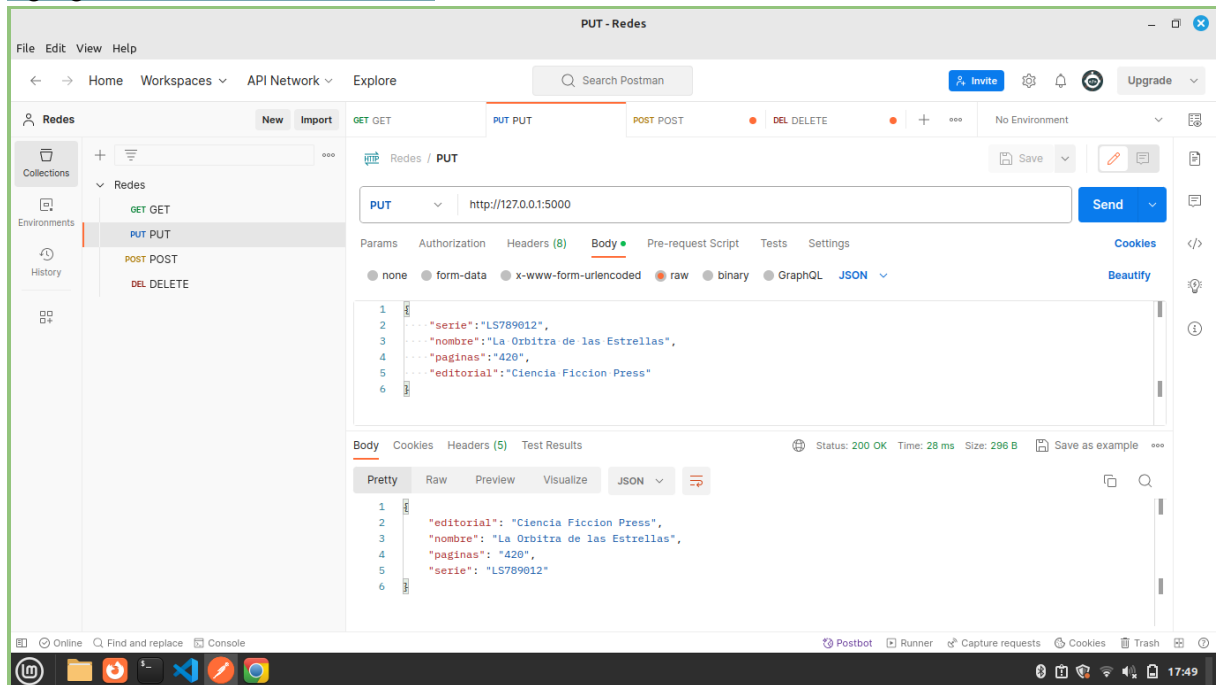 PUT - Redes
File Edit View Help
Home Workspaces API Network Explore Search Postman Invite Upgrade
Redes New Import GET GET PUT PUT POST POST DEL DELETE No Environment
Collections
Environments
History
Redes
GET GET
PUT PUT
POST POST
DEL DELETE
HTTP Redes / PUT Save
PUT http://127.0.0.1:5000 Send
Params Authorization Headers (8) Body Pre-request Script Tests Settings Cookies
none form-data x-www-form-urlencoded raw binary GraphQL JSON Beautify
1 {
2 "serie":"LS789012",
3 "nombre":"La Orbitra de las Estrellas",
4 "paginas":"420",
5 "editorial":"Ciencia Ficcion Press"
6 }
Body Cookies Headers (5) Test Results Status: 200 OK Time: 28 ms Size: 296 B Save as example
Pretty Raw Preview Visualize JSON
1 {
2 "editorial": "Ciencia Ficcion Press",
3 "nombre": "La Orbitra de las Estrellas",
4 "paginas": "420",
5 "serie": "LS789012"
6 }
Online Find and replace Console Postbot Runner Capture requests Cookies Trash
17:49